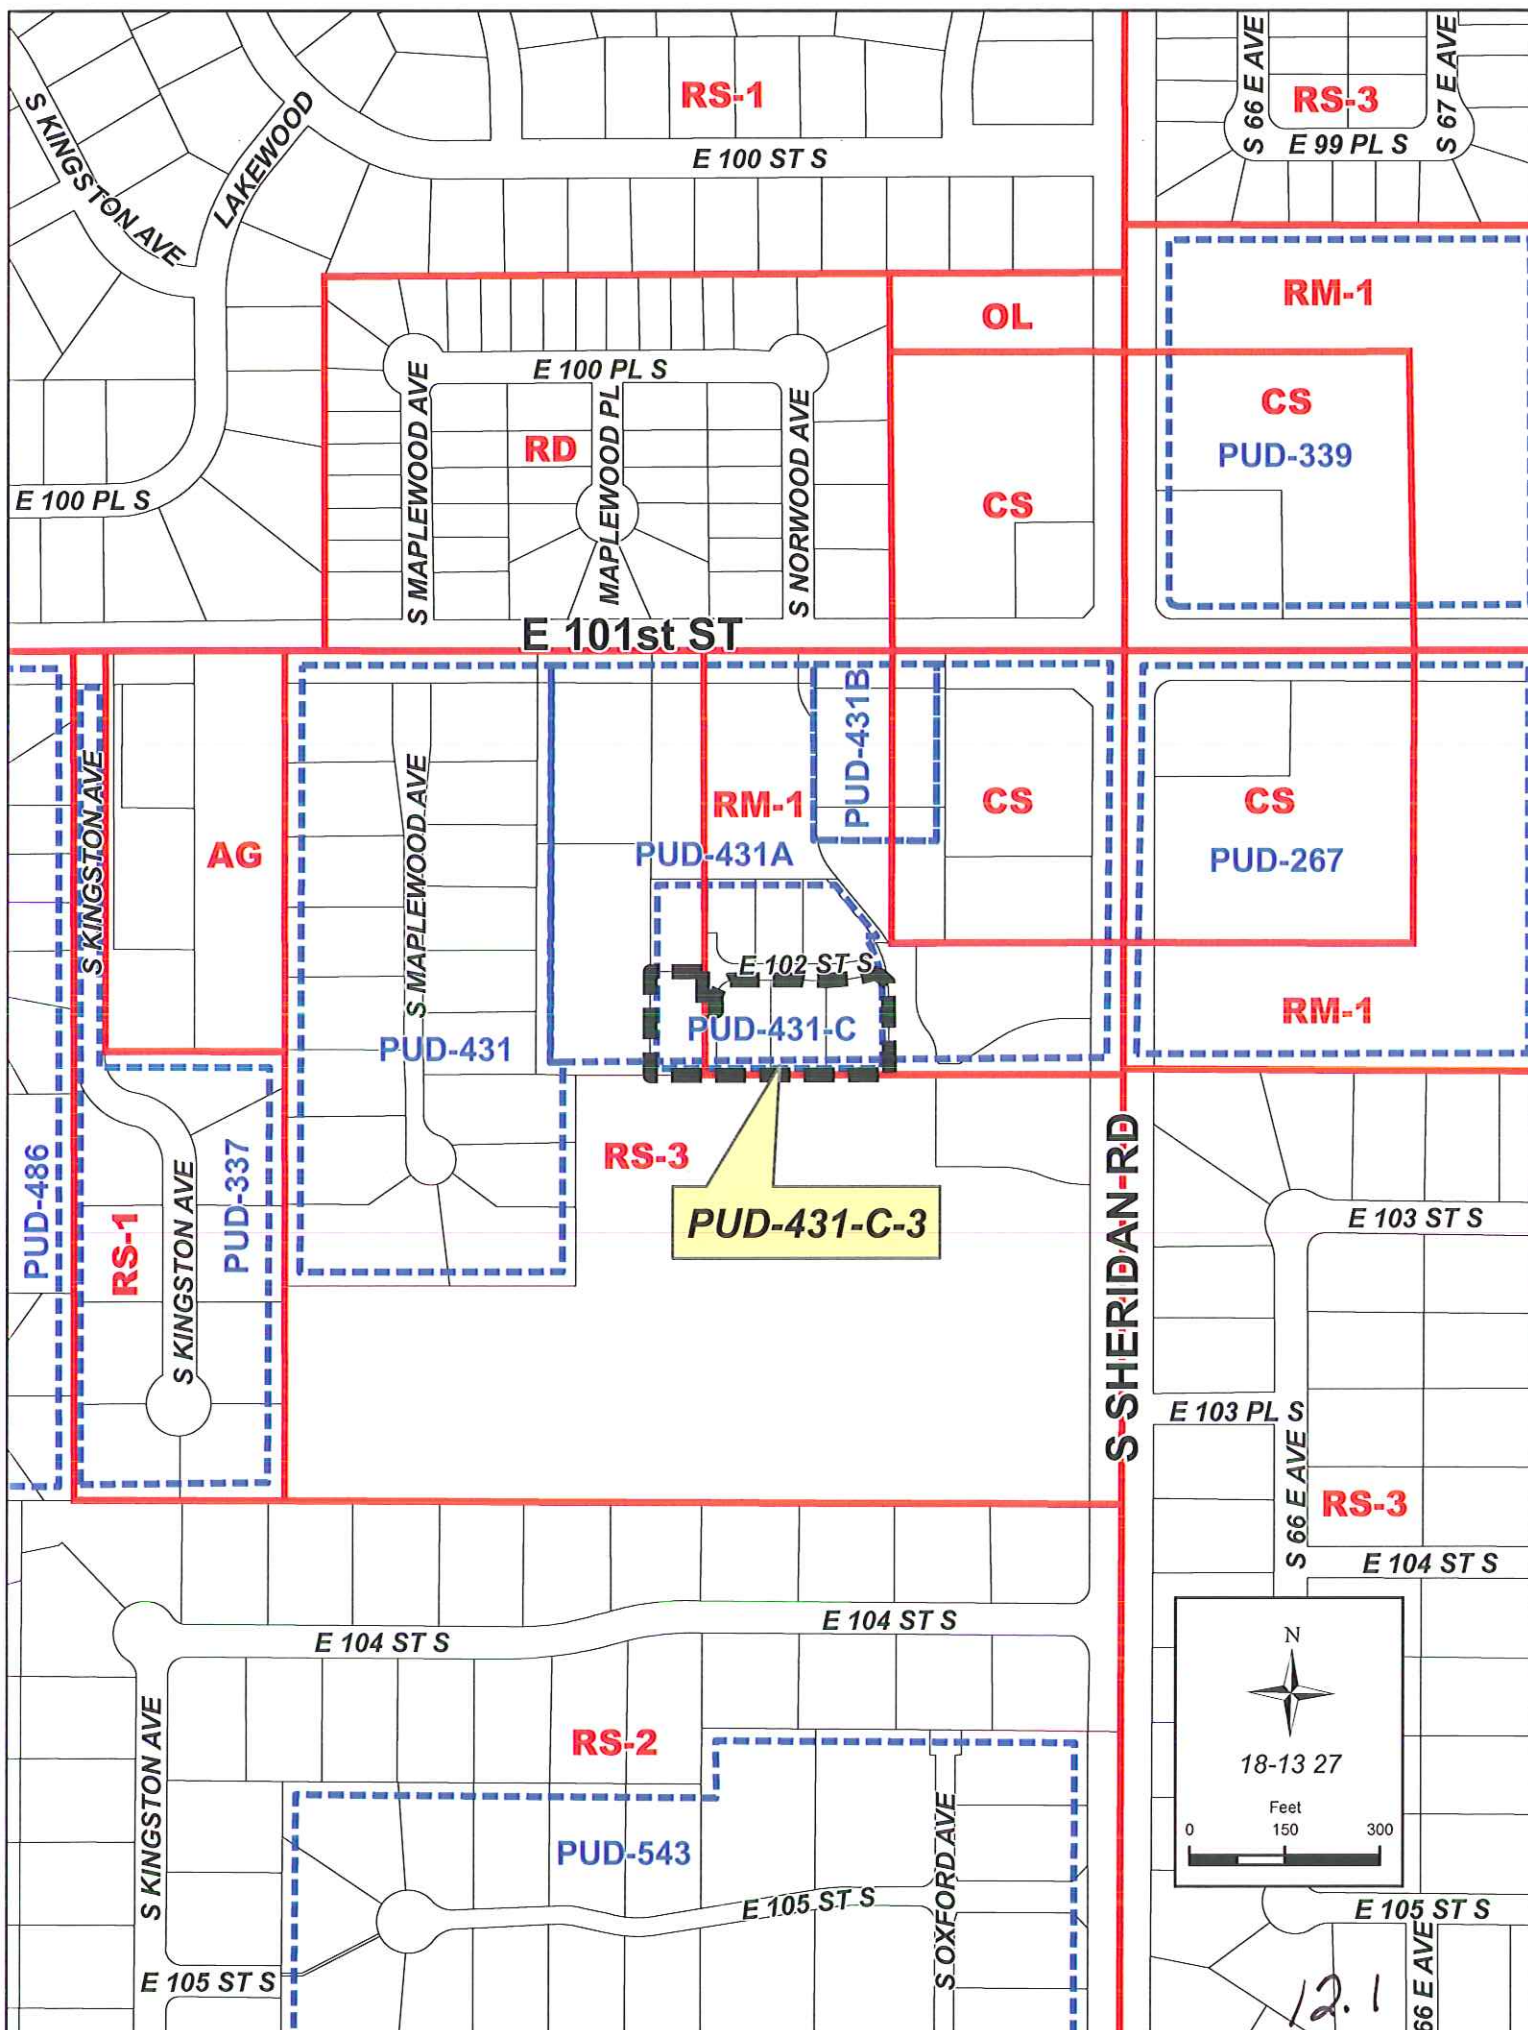 S 66 E AVE
S 67 E AVE
RS-1
RS-3
S KINGSTON AVE
LAKEWOOD
E 99 PL S
E 100 ST S
RM-1
OL
E 100 PL S
CS
PUD-339
S MAPLEWOOD AVE
RD
MAPLEWOOD PL
S NORWOOD AVE
CS
E 100 PL S
E 101st ST
PUD-431B
S KINGSTON AVE
S MAPLEWOOD AVE
RM-1
CS
CS
AG
PUD-431A
PUD-267
E 102 ST S
RM-1
PUD-431-C
PUD-431
RS-3
S SHERIDAN RD
PUD-486
RS-1
S KINGSTON AVE
PUD-337
PUD-431-C-3
E 103 ST S
E 103 PL S
S 66 E AVE
RS-3
E 104 ST S
E 104 ST S
E 104 ST S
N
18-13 27
Feet
0 150 300
S KINGSTON AVE
RS-2
PUD-543
S OXFORD AVE
E 105 ST S
E 105 ST S
E 105 ST S
66 E AVE
12.1